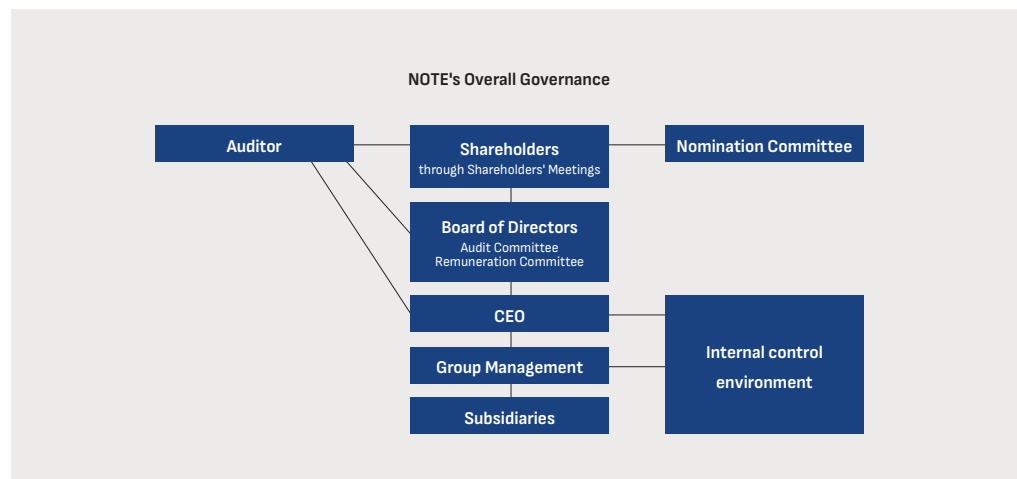 NOTE's Overall Governance
Auditor
Shareholders
through Shareholders' Meetings
Nomination Committee
Board of Directors
Audit Committee
Remuneration Committee
CEO
Internal control
environment
Group Management
Subsidiaries